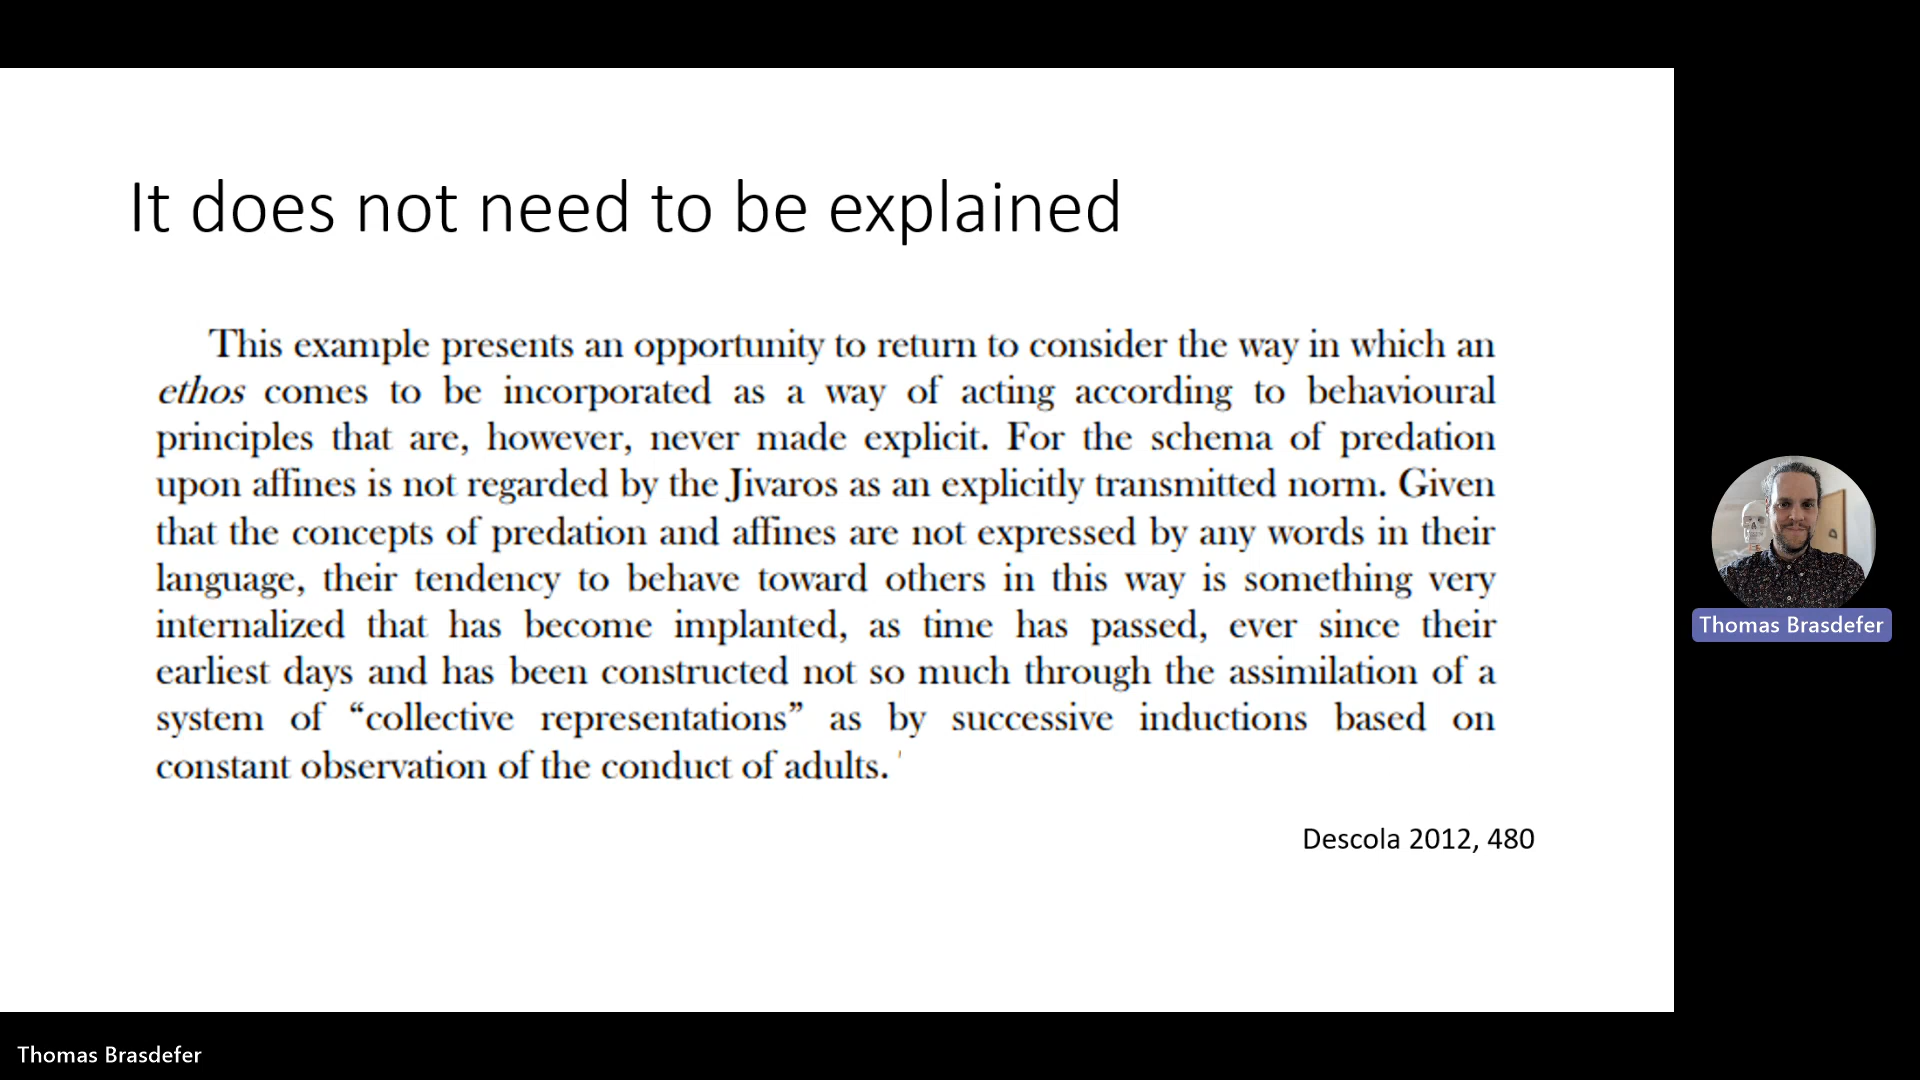 It does not need to be explained
This example presents an opportunity to return to consider the way in which an
ethos comes to be incorporated as a way of acting according to behavioural
principles that are, however, never made explicit. For the schema of predation
upon affines is not regarded by the Jivaros as an explicitly transmitted norm. Given
that the concepts of predation and affines are not expressed by any words in their
language, their tendency to behave toward others in this way is something very
internalized that has become implanted, as time has passed, ever since their
earliest days and has been constructed not so much through the assimilation of a
system of “collective representations” as by successive inductions based on
constant observation of the conduct of adults.
Descola 2012, 480
Thomas Brasdefer
Thomas Brasdefer